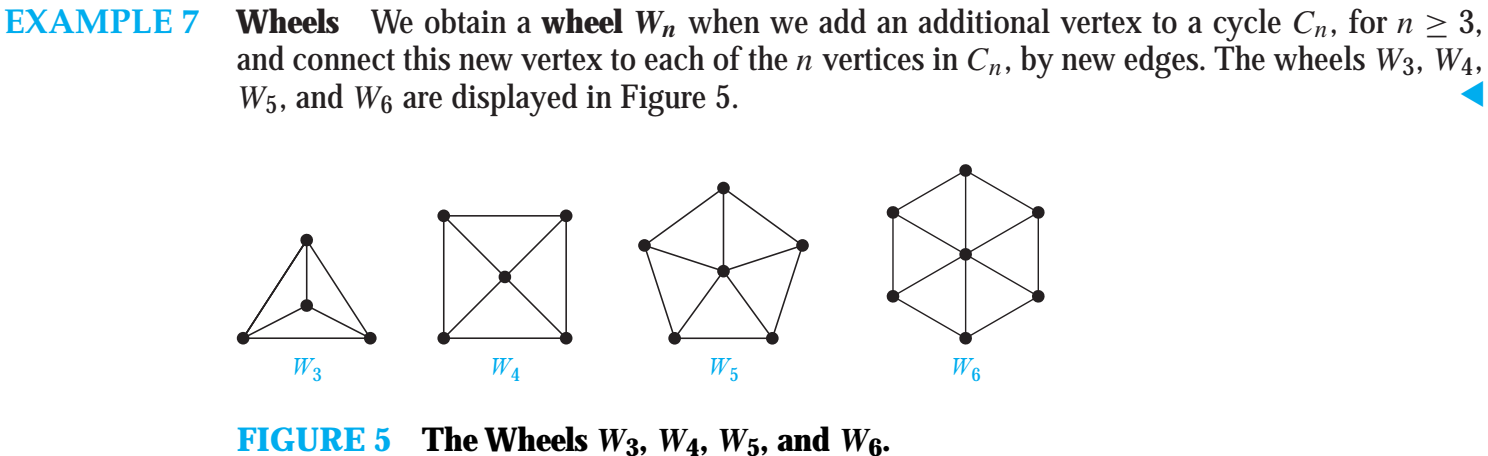 EXAMPLE 7 Wheels We obtain a wheel Wₙ when we add an additional vertex to a cycle Cₙ, for n ≥ 3,
and connect this new vertex to each of the n vertices in Cₙ, by new edges. The wheels W₃, W₄,
W₅, and W₆ are displayed in Figure 5.
W₃ W₄ W₅ W₆
FIGURE 5 The Wheels W₃, W₄, W₅, and W₆.